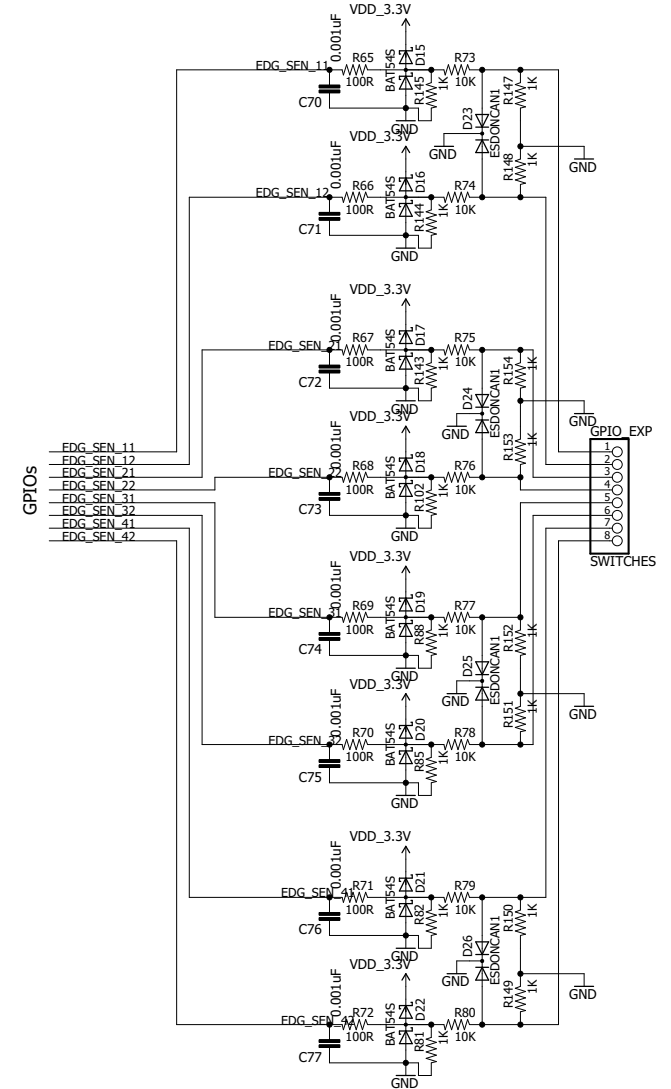 VDD_3.3V
0.001uF
EDG_SEN_11
R65
100R
C70
D15
BAT54S
R145
1K
R73
10K
GND
D23
ESDONCAN1
GND
R147
1K
R148
1K
GND
VDD_3.3V
0.001uF
EDG_SEN_12
R66
100R
C71
D16
BAT54S
R144
1K
R74
10K
GND
VDD_3.3V
0.001uF
EDG_SEN_21
R67
100R
C72
D17
BAT54S
R143
1K
R75
10K
GND
D24
ESDONCAN1
GND
R154
1K
R153
1K
GND
VDD_3.3V
0.001uF
EDG_SEN_22
R68
100R
C73
D18
BAT54S
R102
1K
R76
10K
GND
GPIOs
EDG_SEN_11
EDG_SEN_12
EDG_SEN_21
EDG_SEN_22
EDG_SEN_31
EDG_SEN_32
EDG_SEN_41
EDG_SEN_42
GPIO_EXP
1
2
3
4
5
6
7
8
SWITCHES
VDD_3.3V
0.001uF
EDG_SEN_31
R69
100R
C74
D19
BAT54S
R88
1K
R77
10K
GND
D25
ESDONCAN1
GND
R152
1K
R151
1K
GND
VDD_3.3V
0.001uF
EDG_SEN_32
R70
100R
C75
D20
BAT54S
R85
1K
R78
10K
GND
VDD_3.3V
0.001uF
EDG_SEN_41
R71
100R
C76
D21
BAT54S
R82
1K
R79
10K
GND
D26
ESDONCAN1
GND
R150
1K
R149
1K
GND
VDD_3.3V
0.001uF
EDG_SEN_42
R72
100R
C77
D22
BAT54S
R81
1K
R80
10K
GND